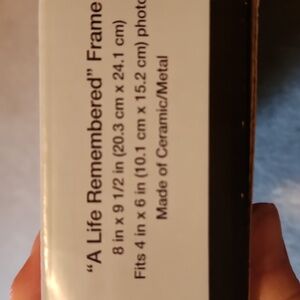 "A Life Remembered" Frame
8 in x 9 1/2 in (20.3 cm x 24.1 cm)
Fits 4 in x 6 in (10.1 cm x 15.2 cm) photo
Made of Ceramic/Metal